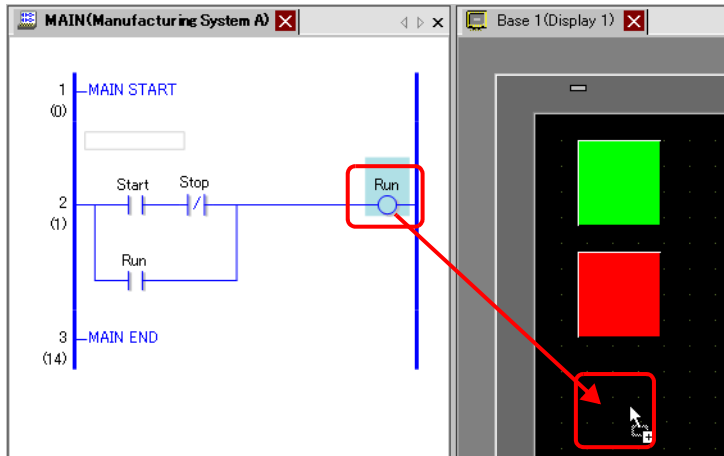 MAIN(Manufacturing System A)
Base 1(Display 1)
1 MAIN START
(0)
Start Stop Run
2
(1)
Run
3 MAIN END
(14)